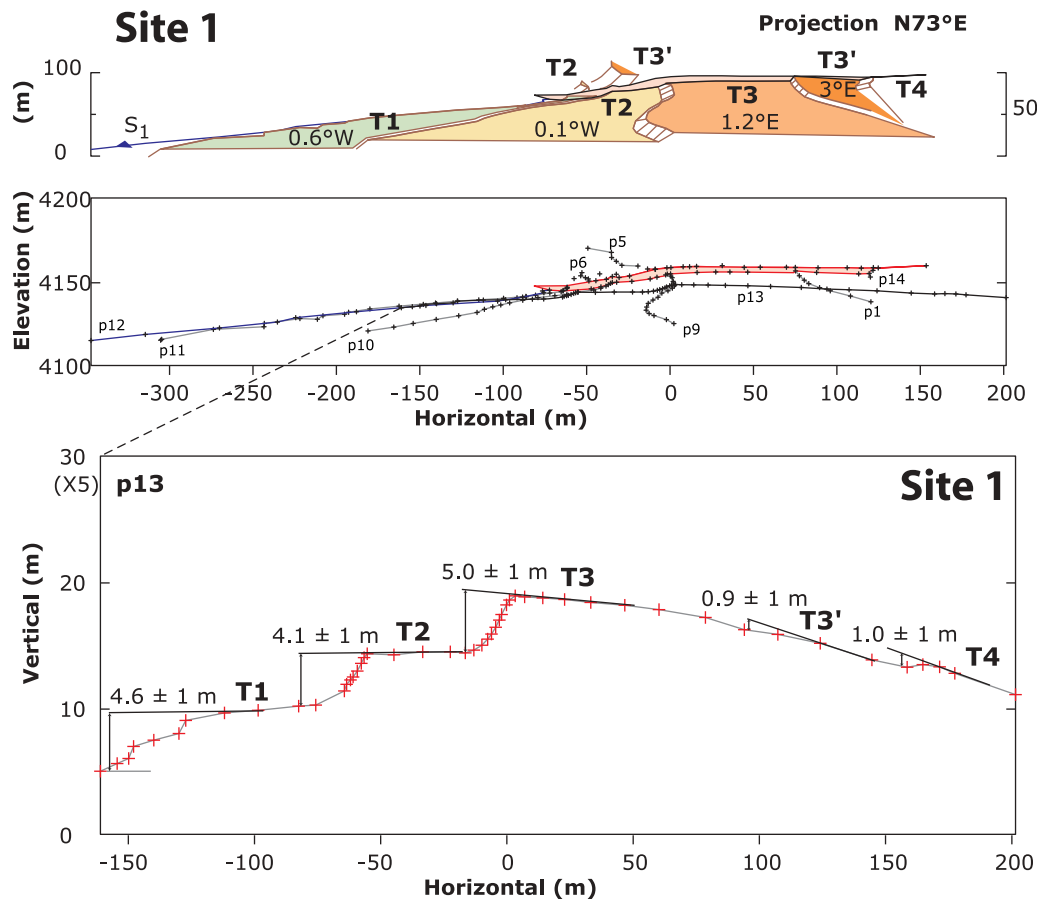 Site 1
Projection N73°E
T3'
T2
T3'
100
(m)
0
50
S1
T1
T2
T3
T4
0.6°W
0.1°W
1.2°E
3°E
4200
4150
4100
Elevation (m)
p5
p6
p14
p13
p1
p12
p11
p10
p9
-300 -250 -200 -150 -100 -50 0 50 100 150 200
Horizontal (m)
30
(X5)
p13
Site 1
20
10
0
Vertical (m)
5.0 ± 1 m
T3
0.9 ± 1 m
T3'
4.1 ± 1 m
T2
1.0 ± 1 m
T4
4.6 ± 1 m
T1
-150 -100 -50 0 50 100 150 200
Horizontal (m)